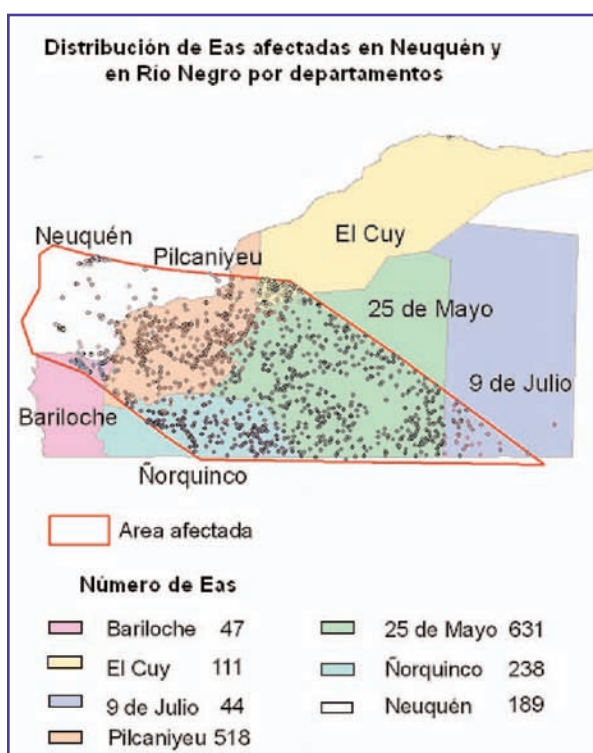 Distribución de Eas afectadas en Neuquén y
en Río Negro por departamentos
Neuquén
Pilcaniyeu
El Cuy
25 de Mayo
9 de Julio
Bariloche
Ñorquinco
Area afectada
Número de Eas
Bariloche 47
El Cuy 111
9 de Julio 44
Pilcaniyeu 518
25 de Mayo 631
Ñorquinco 238
Neuquén 189